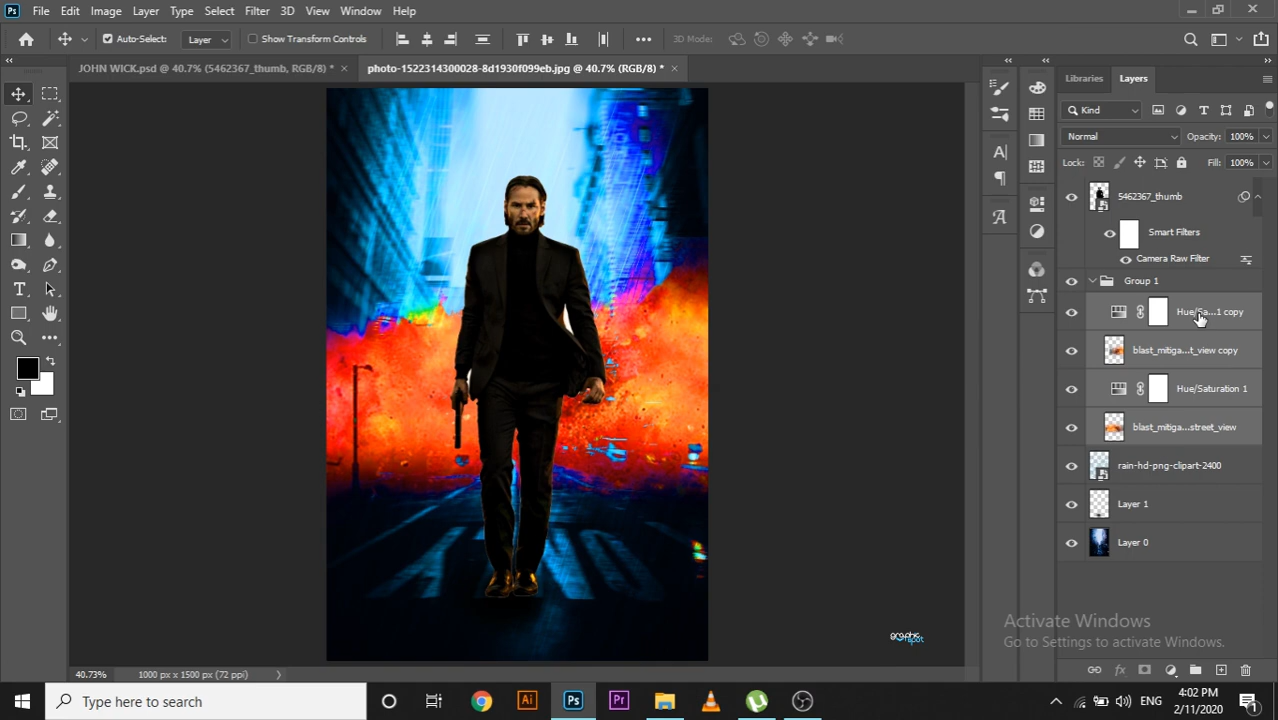 Ps File Edit Image Layer Type Select Filter 3D View Window Help
Auto-Select: Layer Show Transform Controls 3D Mode:
JOHN WICK.psd @ 40.7% (5462367_thumb, RGB/8) * photo-1522314300028-8d1930f099eb.jpg @ 40.7% (RGB/8) *
Libraries Layers
Kind
Normal Opacity: 100%
Lock: Fill: 100%
5462367_thumb
Smart Filters
Camera Raw Filter
Group 1
Hue/Sa...1 copy
blast_mitiga...t_view copy
Hue/Saturation 1
blast_mitiga...street_view
rain-hd-png-clipart-2400
Layer 1
Layer 0
Activate Windows
Go to Settings to activate Windows.
40.73% 1000 px x 1500 px (72 ppi)
Type here to search
Ai Ps Pr
ENG
4:02 PM
2/11/2020
1